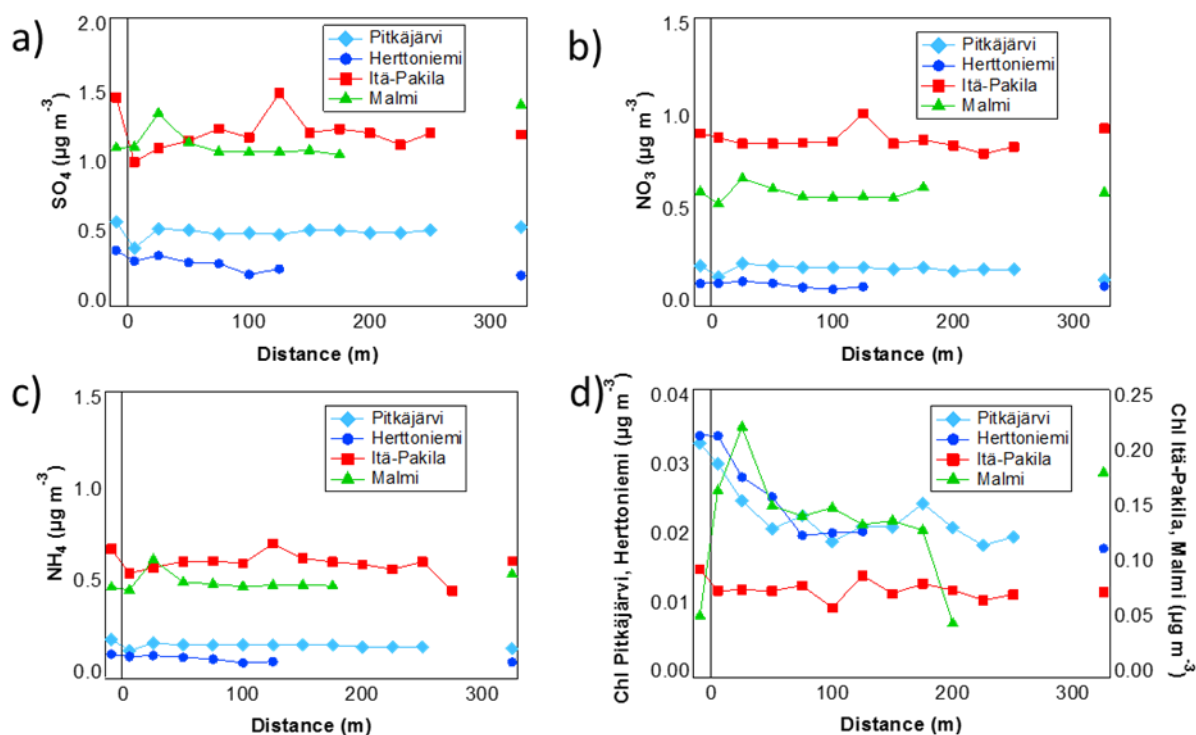 a)
SO4 (µg m-3)
2.0
1.5
1.0
0.5
0.0
Pitkäjärvi
Herttoniemi
Itä-Pakila
Malmi
0 100 200 300
Distance (m)
b)
NO3 (µg m-3)
1.5
1.0
0.5
0.0
Pitkäjärvi
Herttoniemi
Itä-Pakila
Malmi
0 100 200 300
Distance (m)
c)
NH4 (µg m-3)
1.5
1.0
0.5
0.0
Pitkäjärvi
Herttoniemi
Itä-Pakila
Malmi
0 100 200 300
Distance (m)
d)
Chl Pitkäjärvi, Herttoniemi (µg m-3)
0.04
0.03
0.02
0.01
0.00
Pitkäjärvi
Herttoniemi
Itä-Pakila
Malmi
0.25
0.20
0.15
0.10
0.05
0.00
Chl Itä-Pakila, Malmi (µg m-3)
0 100 200 300
Distance (m)